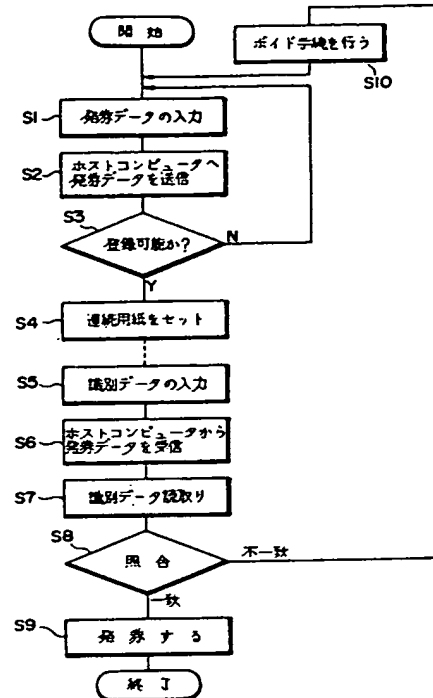 開始
ボイド手続を行う
S10
S1
発券データの入力
S2
ホストコンピュータへ
発券データを送信
S3
登録可能か?
N
Y
S4
連続用紙をセット
S5
識別データの入力
S6
ホストコンピュータから
発券データを受信
S7
識別データ読取り
S8
照合
不一致
一致
S9
発券する
終了